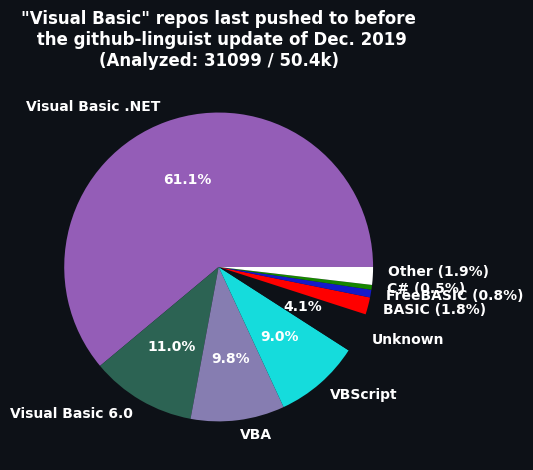 "Visual Basic" repos last pushed to before
the github-linguist update of Dec. 2019
(Analyzed: 31099 / 50.4k)
Visual Basic .NET
61.1%
Other (1.9%)
C# (0.5%)
FreeBASIC (0.8%)
BASIC (1.8%)
4.1%
Unknown
9.0%
VBScript
11.0%
9.8%
Visual Basic 6.0
VBA